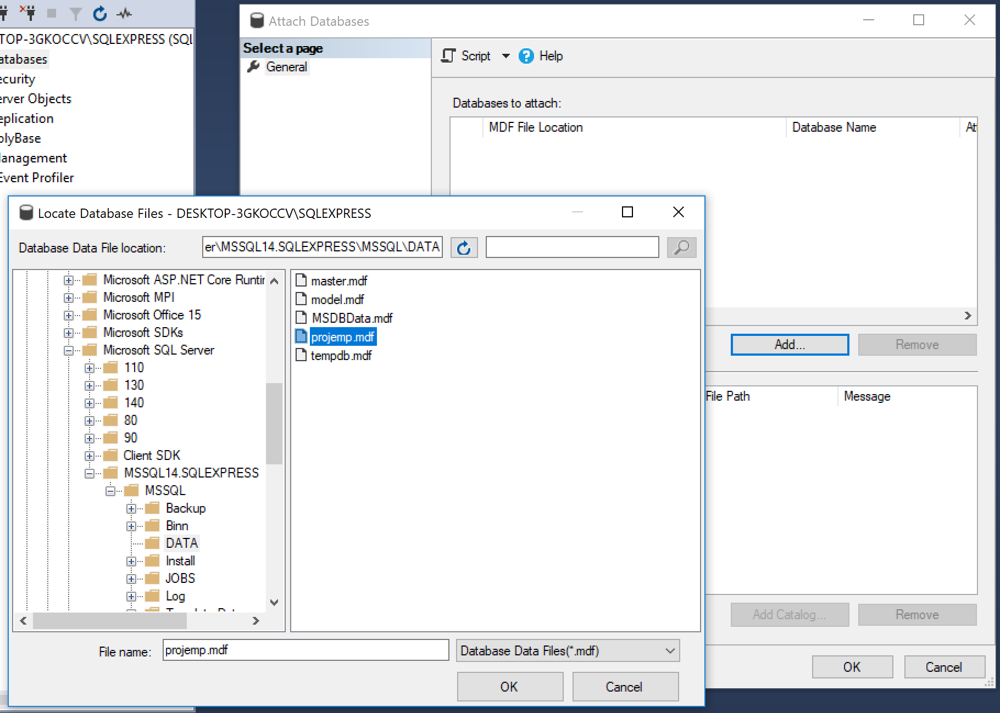 TOP-3GKOCCV\SQLEXPRESS (SQL
atabases
ecurity
erver Objects
eplication
olyBase
anagement
Event Profiler
Attach Databases
Select a page
General
Script
Help
Databases to attach:
MDF File Location Database Name At
Add... Remove
File Path Message
Add Catalog... Remove
OK Cancel
Locate Database Files - DESKTOP-3GKOCCV\SQLEXPRESS
Database Data File location: er\MSSQL14.SQLEXPRESS\MSSQL\DATA
Microsoft ASP.NET Core Runtin
Microsoft MPI
Microsoft Office 15
Microsoft SDKs
Microsoft SQL Server
110
130
140
80
90
Client SDK
MSSQL14.SQLEXPRESS
MSSQL
Backup
Binn
DATA
Install
JOBS
Log
master.mdf
model.mdf
MSDBData.mdf
projemp.mdf
tempdb.mdf
File name: projemp.mdf Database Data Files(*.mdf)
OK Cancel